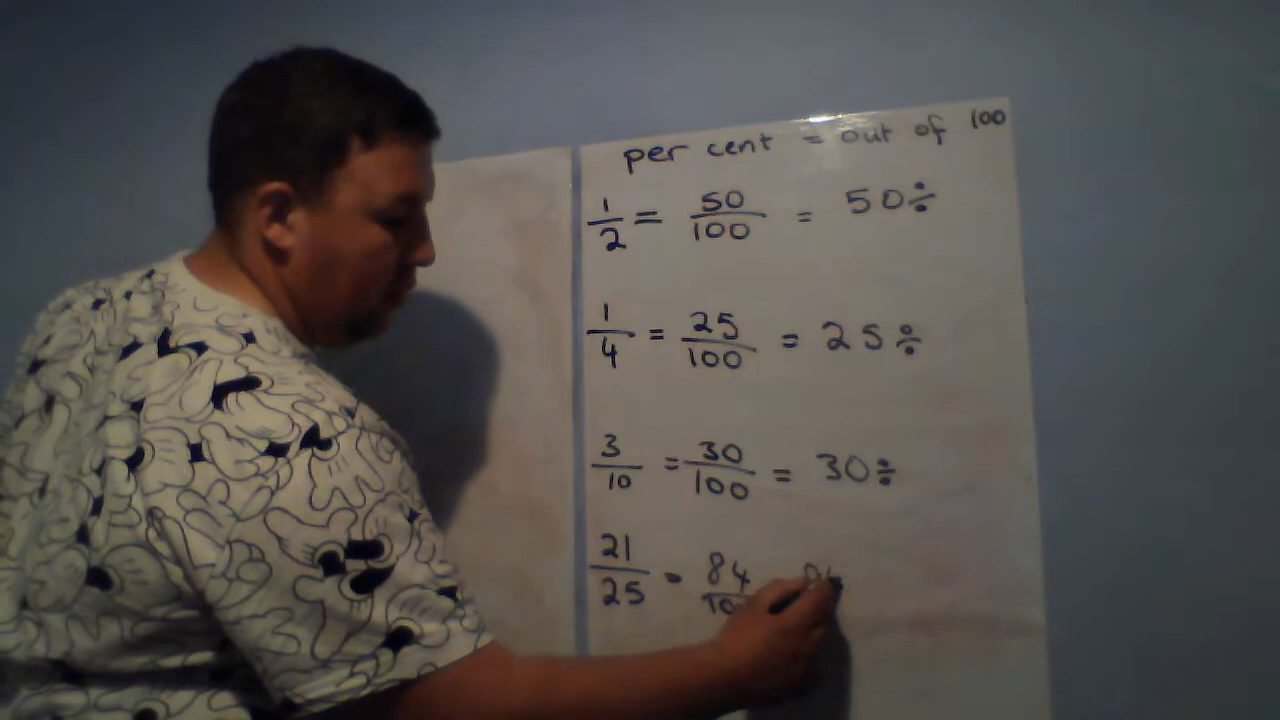 per cent = out of 100
1/2 = 50/100 = 50÷
1/4 = 25/100 = 25÷
3/10 = 30/100 = 30÷
21/25 = 84/100